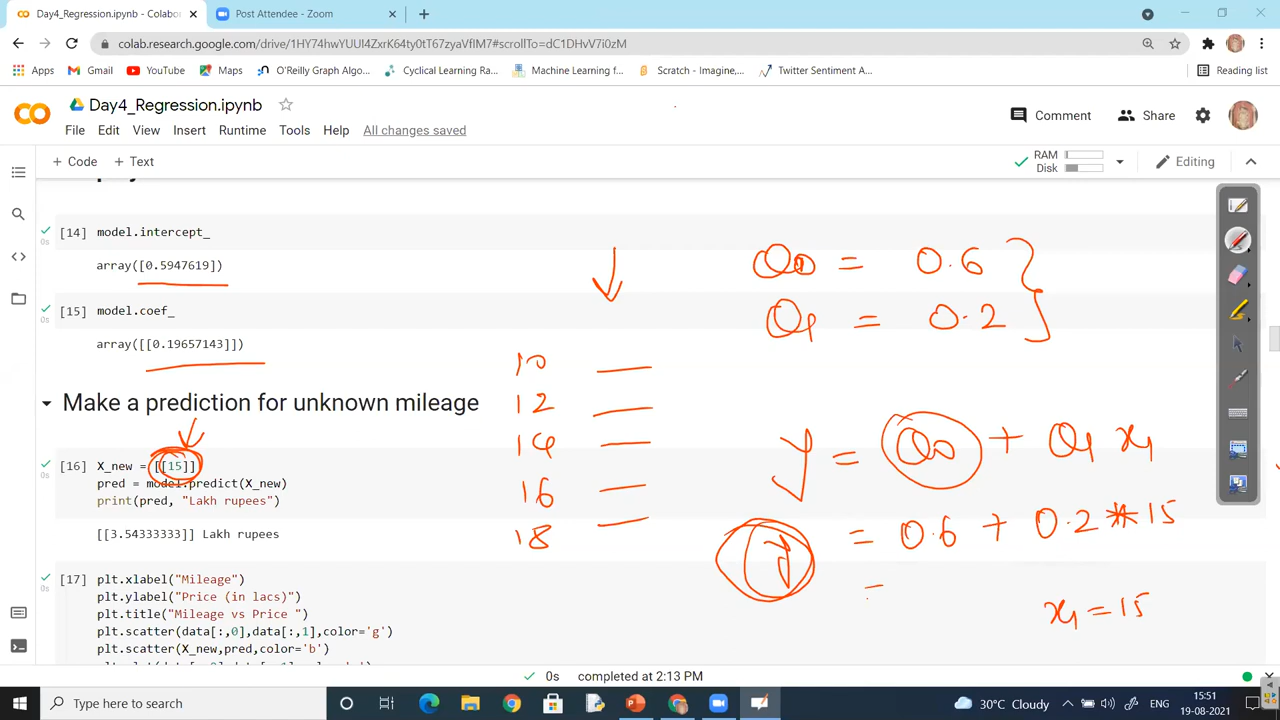 Day4_Regression.ipynb - Colabor
Post Attendee - Zoom
colab.research.google.com/drive/1HY74hwYUUl4ZxrK64ty0tT67zyaVfIM7#scrollTo=dC1DHvV7i0zM
Apps Gmail YouTube Maps O'Reilly Graph Algo... Cyclical Learning Ra... Machine Learning f... Scratch - Imagine,... Twitter Sentiment A... Reading list
Day4_Regression.ipynb
Comment Share
File Edit View Insert Runtime Tools Help All changes saved
+ Code + Text
RAM
Disk
Editing
[14] model.intercept_
array([0.5947619])
[15] model.coef_
array([[0.19657143]])
Make a prediction for unknown mileage
[16] X_new = [[15]]
pred = model.predict(X_new)
print(pred, "Lakh rupees")
[[3.54333333]] Lakh rupees
[17] plt.xlabel("Mileage")
plt.ylabel("Price (in lacs)")
plt.title("Mileage vs Price ")
plt.scatter(data[:,0],data[:,1],color='g')
plt.scatter(X_new,pred,color='b')
10
12
14
16
18
θ0 = 0.6
θ1 = 0.2
y = θ0 + θ1 x1
y = 0.6 + 0.2 * 15
=
x1 = 15
0s completed at 2:13 PM
Type here to search
30°C Cloudy
ENG
15:51
19-08-2021